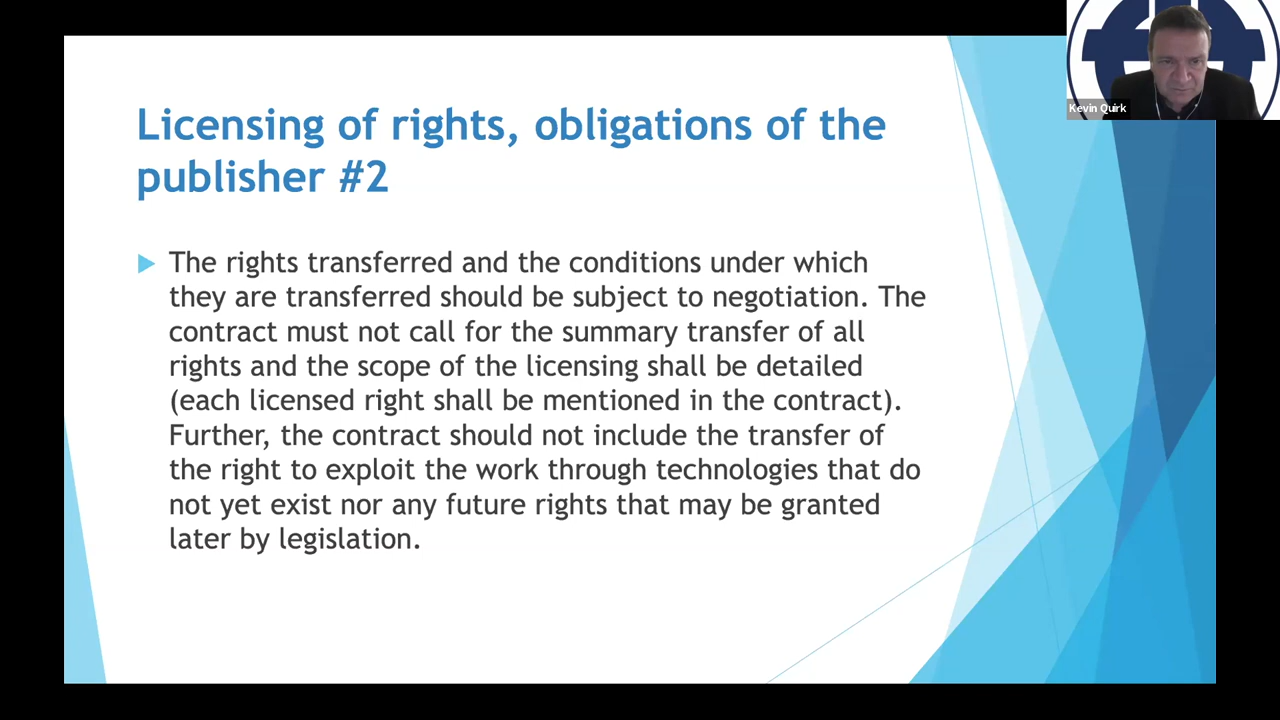 Kevin Quirk
Licensing of rights, obligations of the
publisher #2
The rights transferred and the conditions under which
they are transferred should be subject to negotiation. The
contract must not call for the summary transfer of all
rights and the scope of the licensing shall be detailed
(each licensed right shall be mentioned in the contract).
Further, the contract should not include the transfer of
the right to exploit the work through technologies that do
not yet exist nor any future rights that may be granted
later by legislation.